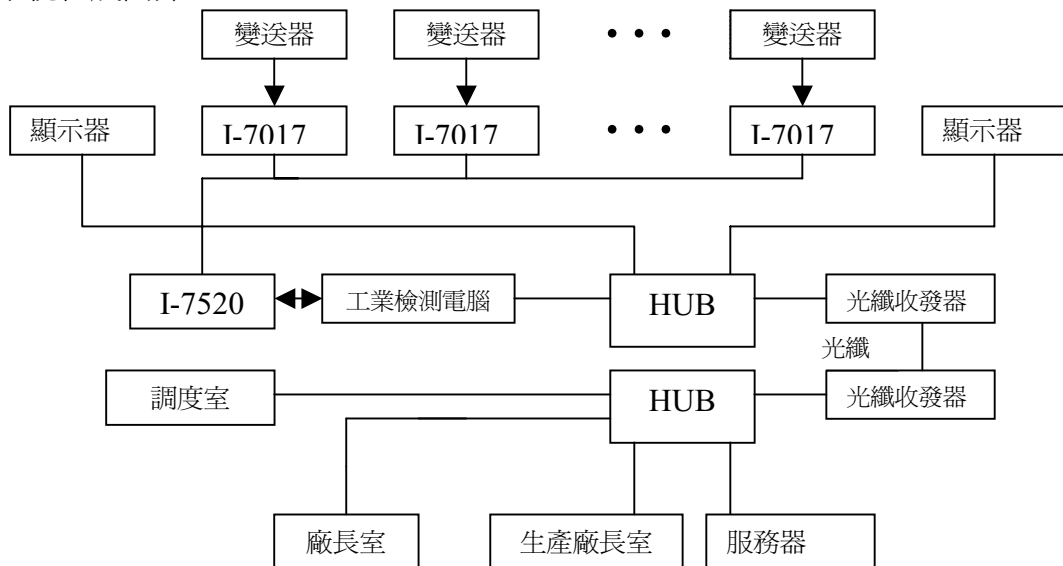 變送器 變送器 • • • 變送器
顯示器 I-7017 I-7017 • • • I-7017 顯示器
I-7520 工業檢測電腦 HUB 光纖收發器
光纖
調度室 HUB 光纖收發器
廠長室 生產廠長室 服務器